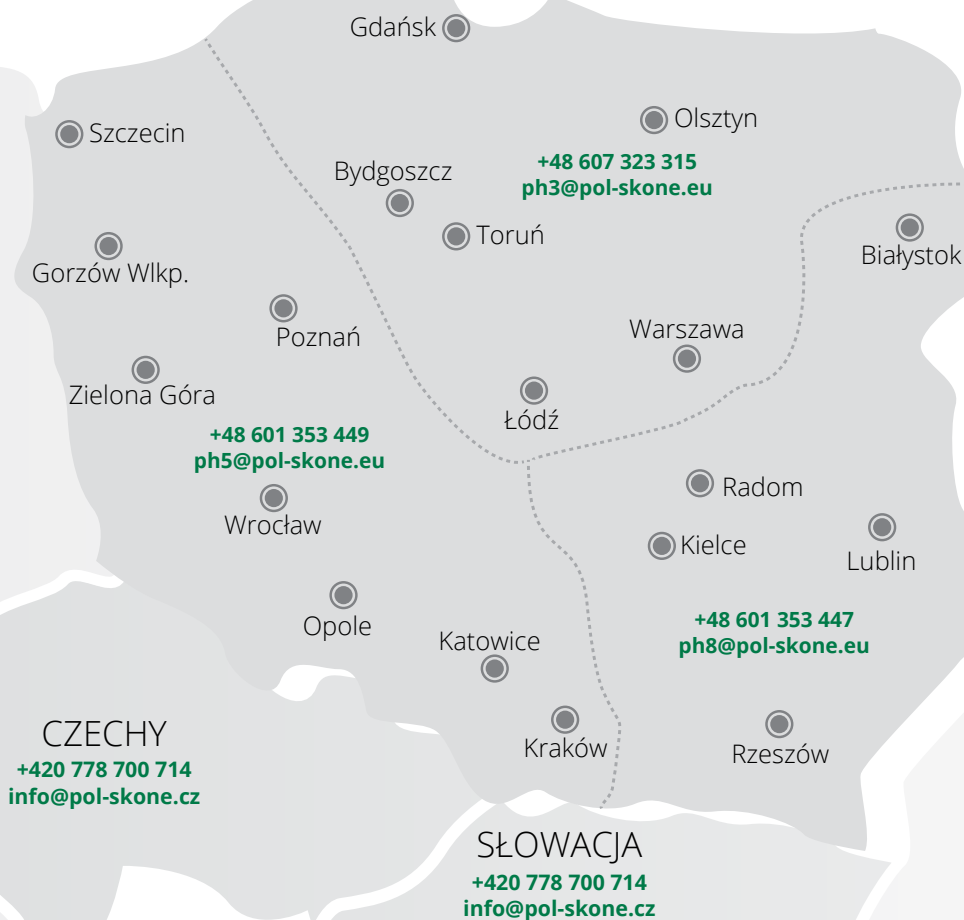 Gdańsk
Szczecin
Olsztyn
Bydgoszcz
+48 607 323 315
ph3@pol-skone.eu
Toruń
Białystok
Gorzów Wlkp.
Poznań
Warszawa
Zielona Góra
Łódź
+48 601 353 449
ph5@pol-skone.eu
Radom
Wrocław
Kielce
Lublin
Opole
+48 601 353 447
ph8@pol-skone.eu
Katowice
Kraków
Rzeszów
CZECHY
+420 778 700 714
info@pol-skone.cz
SŁOWACJA
+420 778 700 714
info@pol-skone.cz